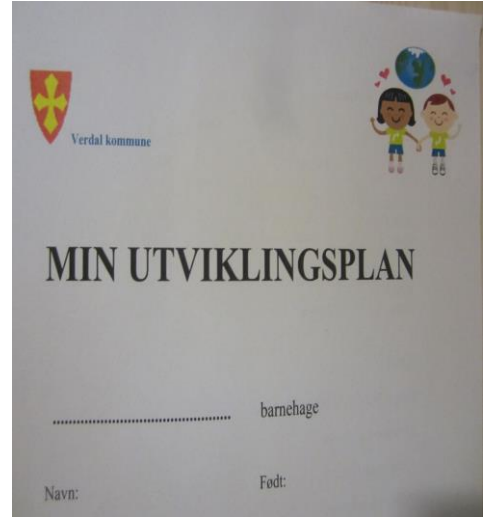 Verdal kommune
MIN UTVIKLINGSPLAN
............................................ barnehage
Navn: Født: